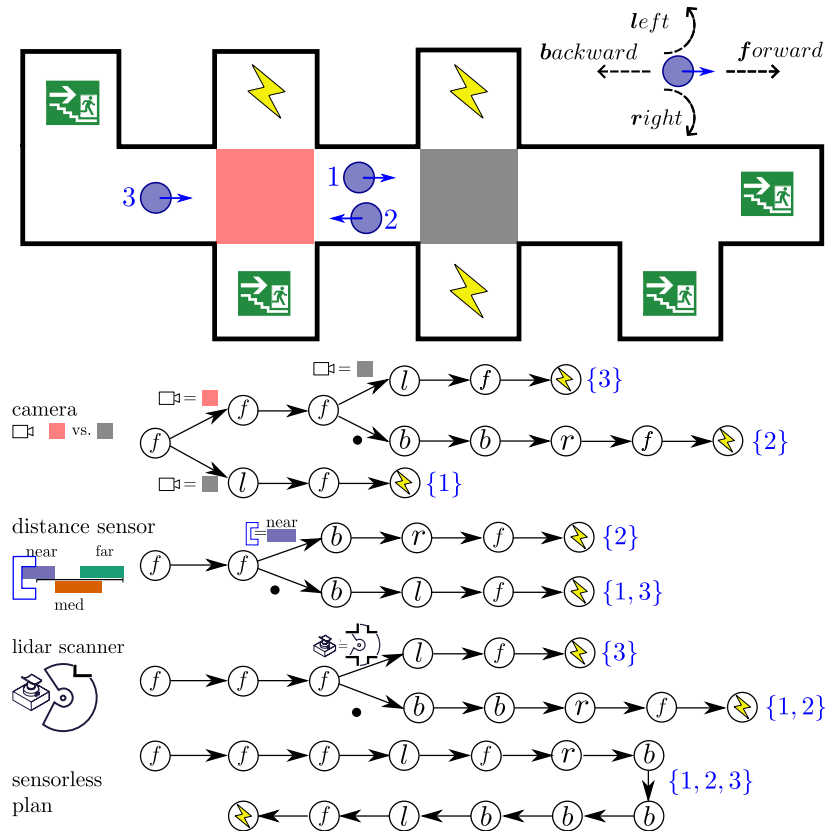 left
backward
forward
right
3
1
2
= 
f
f
=
l
f
{3}
camera
vs.
f
=
b
b
r
f
{2}
=
l
f
{1}
distance sensor
near
far
med
f
f
= near
b
r
f
{2}
b
l
f
{1, 3}
lidar scanner
f
f
f
=
l
f
{3}
b
b
r
f
{1, 2}
sensorless
plan
f
f
f
l
f
r
b
{1, 2, 3}
f
l
b
b
b